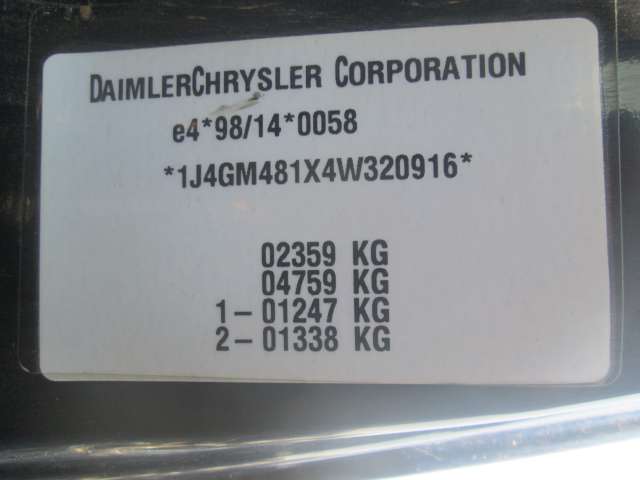 DAIMLERCHRYSLER CORPORATION
e4*98/14*0058
*1J4GM481X4W320916*
02359 KG
04759 KG
1– 01247 KG
2– 01338 KG